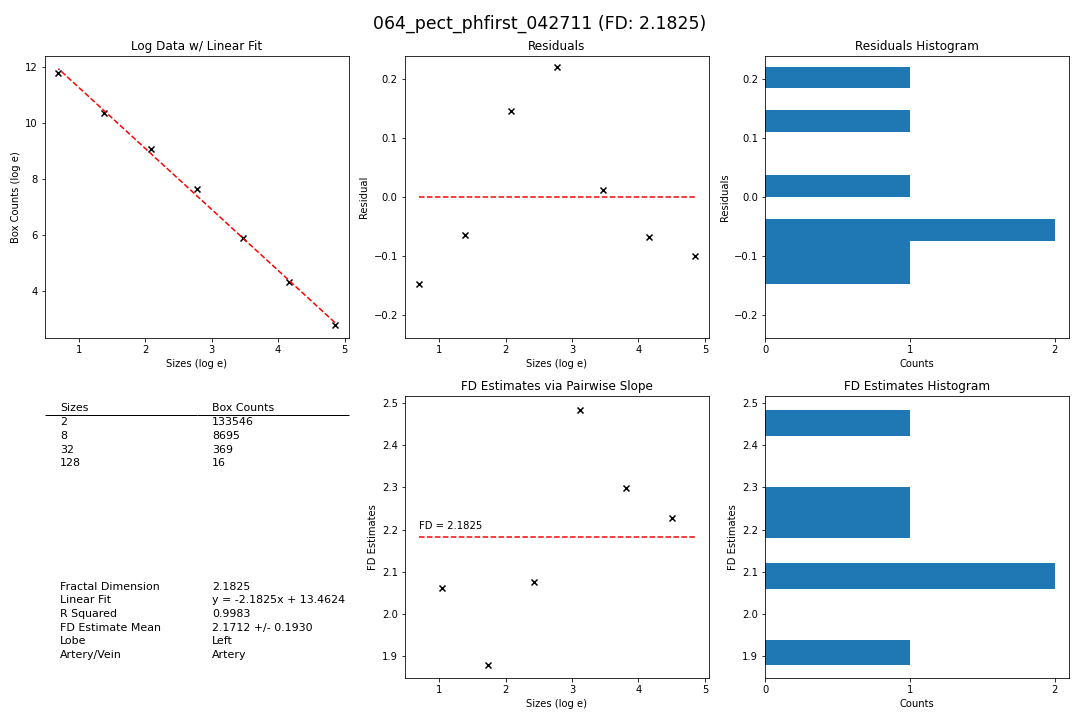 064_pect_phfirst_042711 (FD: 2.1825)
Log Data w/ Linear Fit
12
10
8
6
4
Box Counts (log e)
1 2 3 4 5
Sizes (log e)
Residuals
0.2
0.1
0.0
−0.1
−0.2
Residual
1 2 3 4 5
Sizes (log e)
Residuals Histogram
0.2
0.1
0.0
−0.1
−0.2
Residuals
0 1 2
Counts
Sizes Box Counts
2 133546
8 8695
32 369
128 16
Fractal Dimension 2.1825
Linear Fit y = -2.1825x + 13.4624
R Squared 0.9983
FD Estimate Mean 2.1712 +/- 0.1930
Lobe Left
Artery/Vein Artery
FD Estimates via Pairwise Slope
2.5
2.4
2.3
2.2
2.1
2.0
1.9
FD Estimates
FD = 2.1825
1 2 3 4 5
Sizes (log e)
FD Estimates Histogram
2.5
2.4
2.3
2.2
2.1
2.0
1.9
FD Estimates
0 1 2
Counts